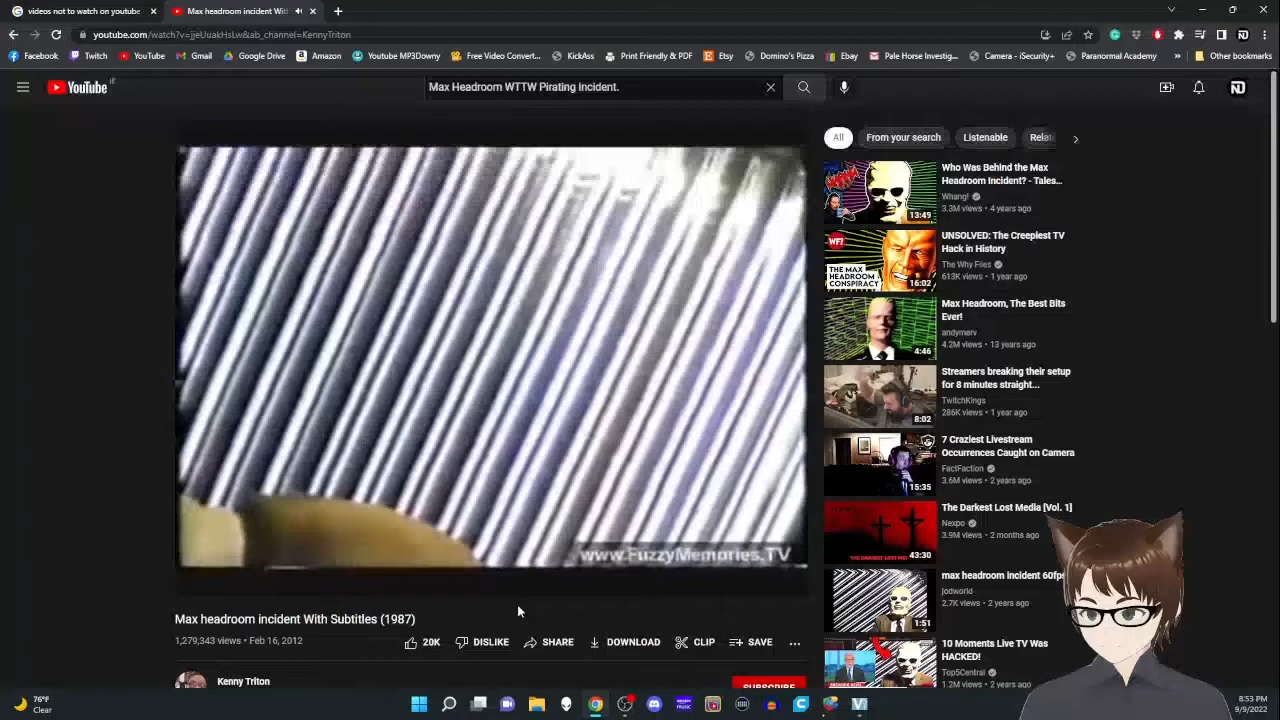 videos not to watch on youtube
Max headroom incident Wit
youtube.com/watch?v=jjeUuakHsLw&ab_channel=KennyTriton
Facebook
Twitch
YouTube
Gmail
Google Drive
Amazon
Youtube MP3Downy
Free Video Convert...
KickAss
Print Friendly & PDF
Etsy
Domino's Pizza
Ebay
Pale Horse Investig...
Camera - iSecurity+
Paranormal Academy
»
Other bookmarks
YouTube
Max Headroom WTTW Pirating Incident.
All
From your search
Listenable
Relat
Who Was Behind the Max
Headroom Incident? - Tales...
Whang!
3.3M views • 4 years ago
13:49
UNSOLVED: The Creepiest TV
Hack in History
The Why Files
613K views • 1 year ago
WF?
THE MAX
HEADROOM
CONSPIRACY
16:02
Max Headroom, The Best Bits
Ever!
andymerv
4.2M views • 13 years ago
4:46
Streamers breaking their setup
for 8 minutes straight...
TwitchKings
286K views • 1 year ago
8:02
7 Craziest Livestream
Occurrences Caught on Camera
FactFaction
3.6M views • 2 years ago
15:35
The Darkest Lost Media [Vol. 1]
Nexpo
3.9M views • 2 months ago
43:30
max headroom incident 60fps
jodworld
2.7K views • 2 years ago
1:51
10 Moments Live TV Was
HACKED!
Top5Central
1.2M views • 2 years ago
www.FuzzyMemories.TV
Max headroom incident With Subtitles (1987)
1,279,343 views • Feb 16, 2012
20K
DISLIKE
SHARE
DOWNLOAD
CLIP
SAVE
Kenny Triton
SUBSCRIBE
76°F
Clear
8:53 PM
9/9/2022